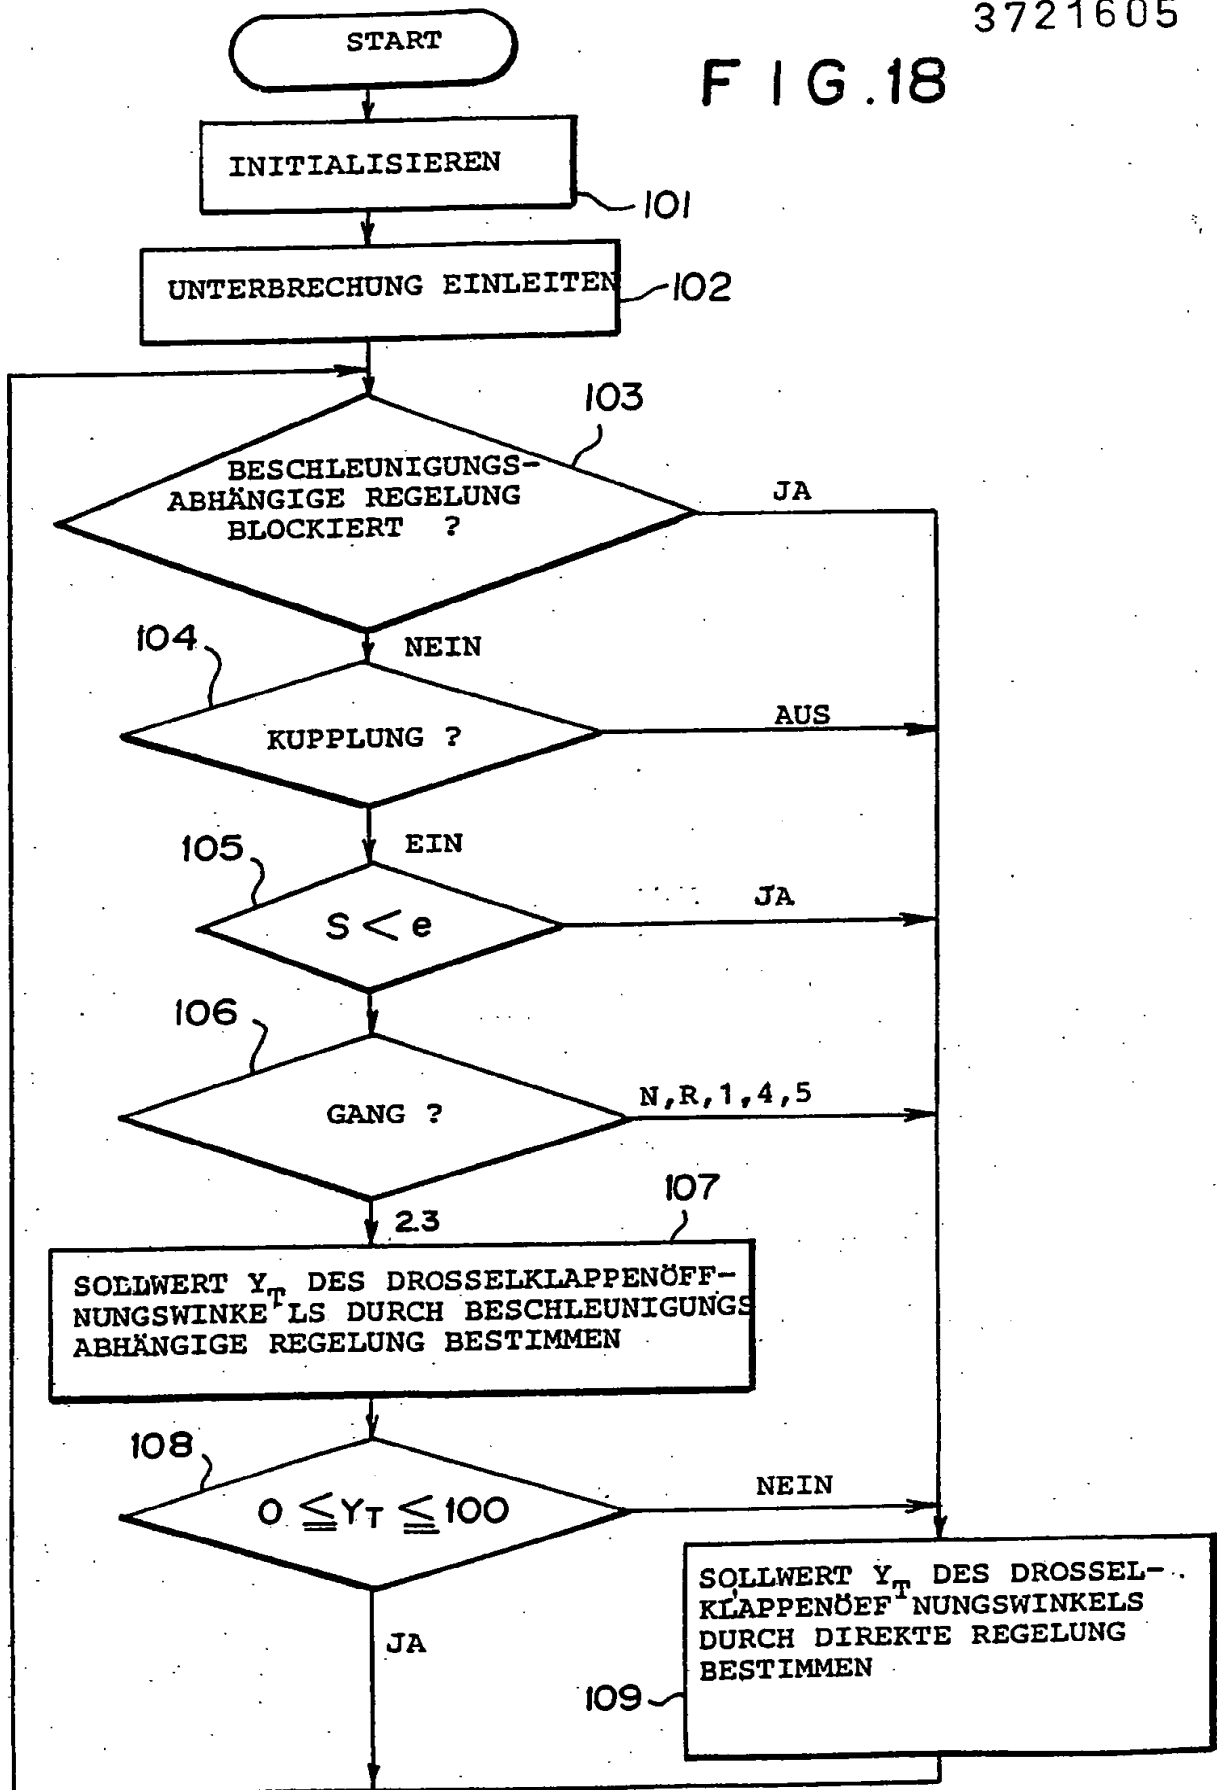 3721605
FIG.18
START
INITIALISIEREN
101
UNTERBRECHUNG EINLEITEN
102
103
BESCHLEUNIGUNGS-
ABHÄNGIGE REGELUNG
BLOCKIERT ?
JA
104
NEIN
KUPPLUNG ?
AUS
105
EIN
S < e
JA
106
GANG ?
N,R,1,4,5
107
2.3
SOLLWERT YT DES DROSSELKLAPPENÖFF-
NUNGSWINKELS DURCH BESCHLEUNIGUNGS
ABHÄNGIGE REGELUNG BESTIMMEN
108
0 ≦ YT ≦ 100
NEIN
JA
SOLLWERT YT DES DROSSEL-
KLAPPENÖEFNUNGSWINKELS
DURCH DIREKTE REGELUNG
BESTIMMEN
109